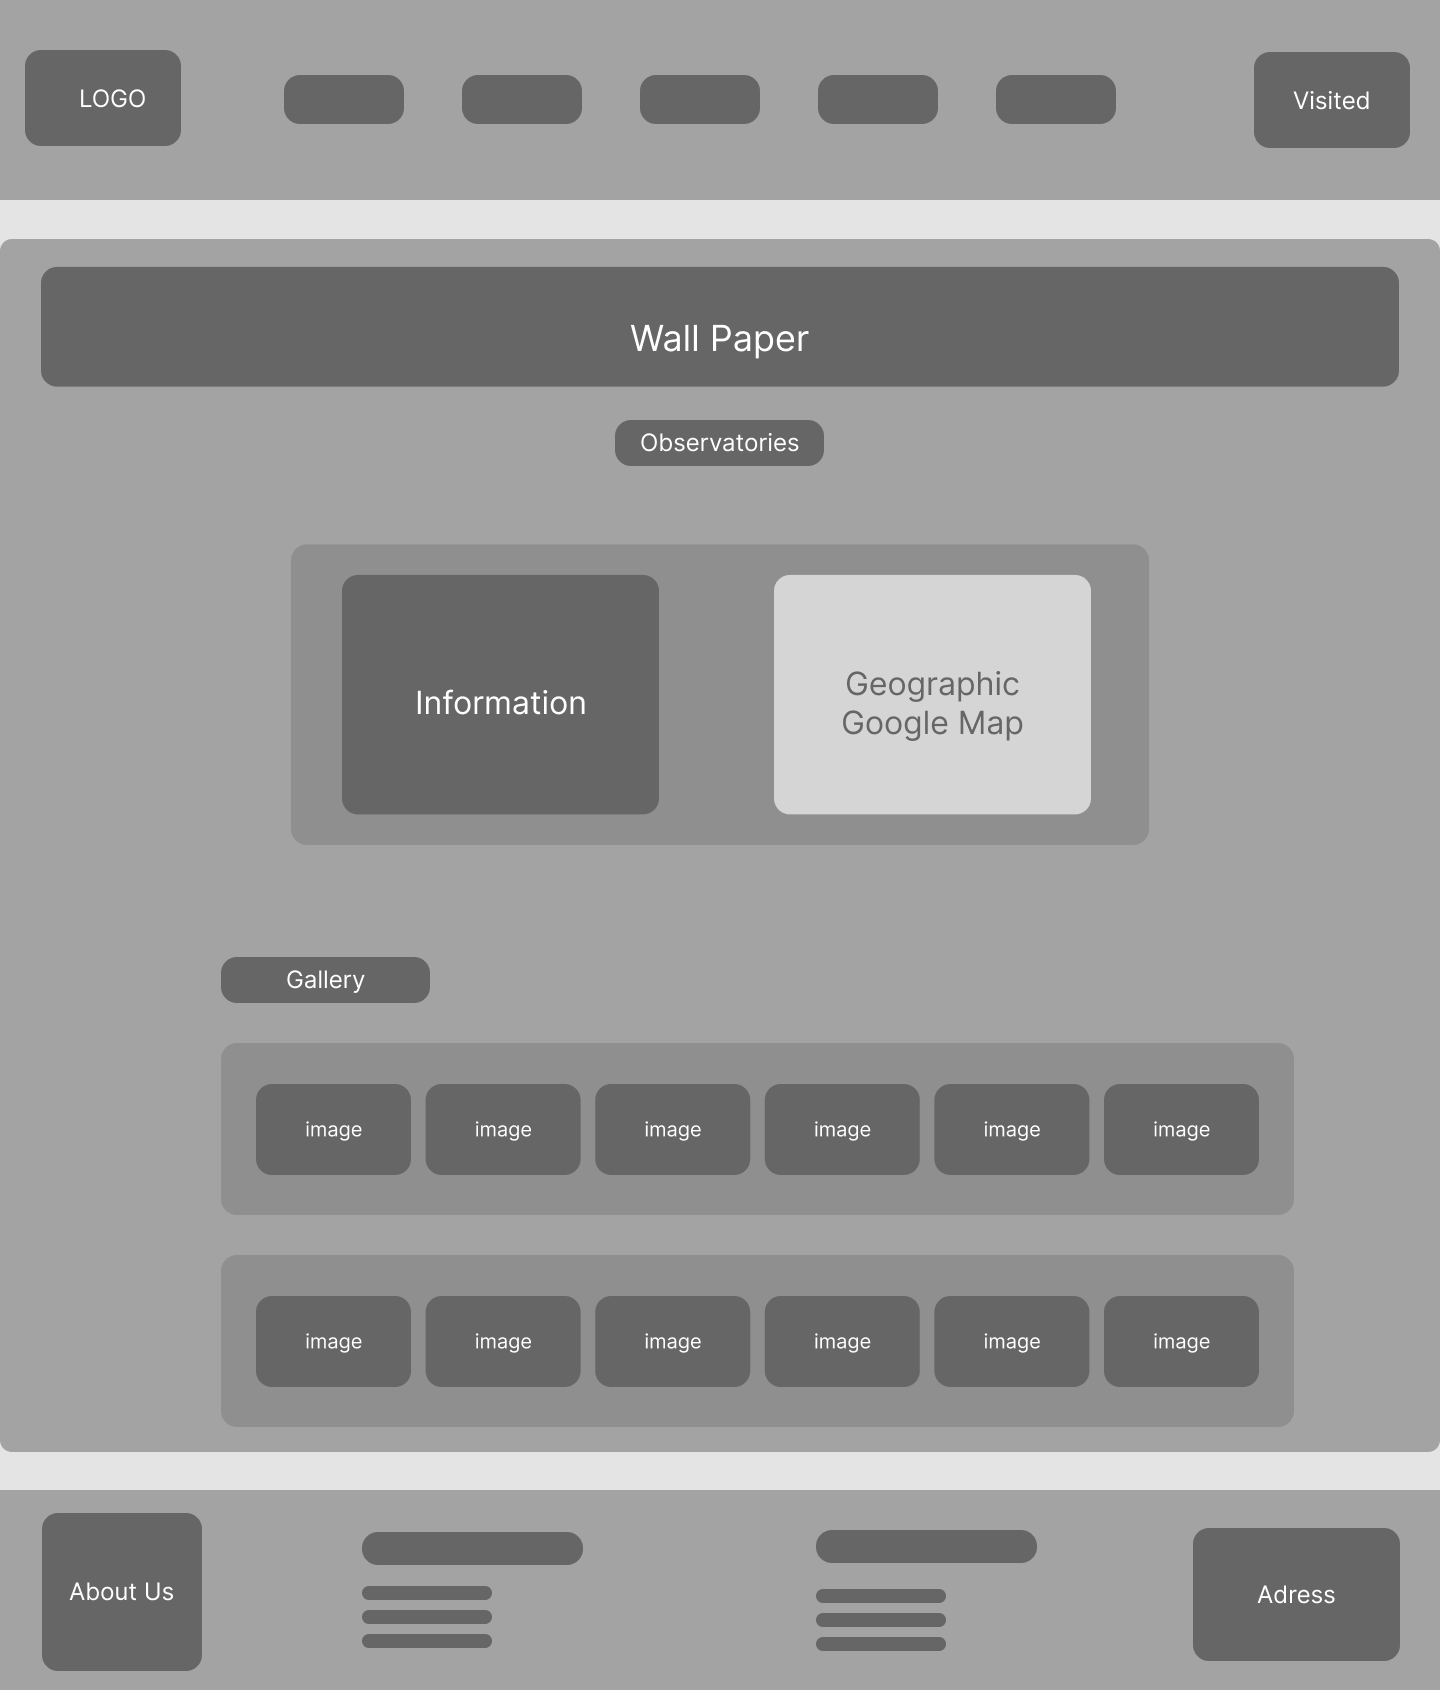 LOGO
Visited
Wall Paper
Observatories
Information
Geographic
Google Map
Gallery
image image image image image image
image image image image image image
About Us
Adress